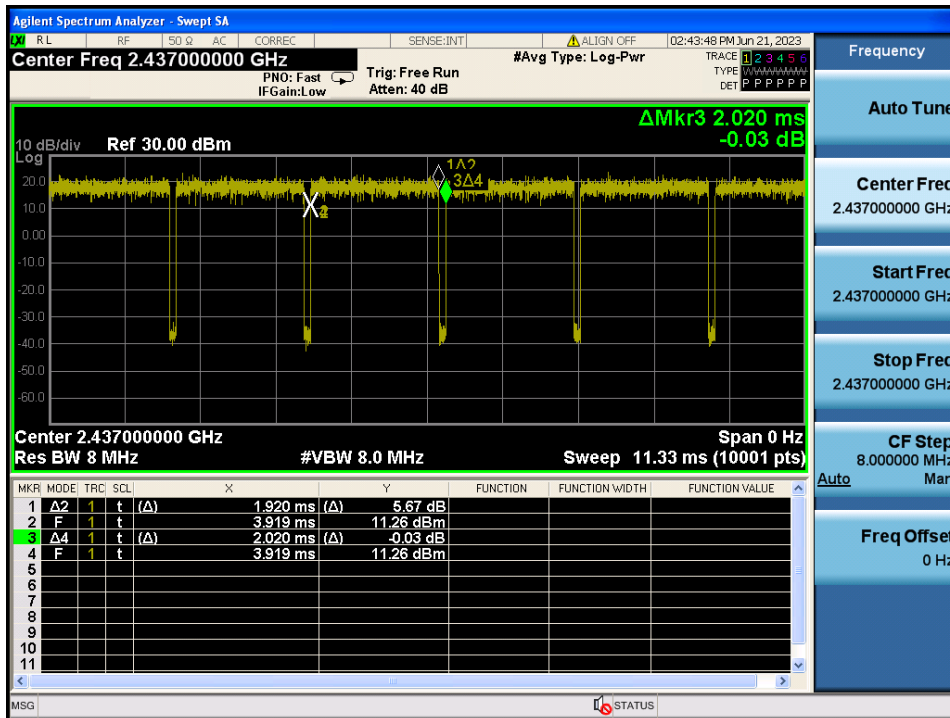 Agilent Spectrum Analyzer - Swept SA
LXI RL RF 50 Ω AC CORREC SENSE:INT ALIGN OFF 02:43:48 PM Jun 21, 2023
Center Freq 2.437000000 GHz
PNO: Fast
IFGain:Low
Trig: Free Run
Atten: 40 dB
#Avg Type: Log-Pwr
TRACE 1 2 3 4 5 6
TYPE WWWWWW
DET P P P P P P
ΔMkr3 2.020 ms
-0.03 dB
10 dB/div
Log
Ref 30.00 dBm
20.0
10.0
0.00
-10.0
-20.0
-30.0
-40.0
-50.0
-60.0
1Δ2
3Δ4
Center 2.437000000 GHz
Span 0 Hz
Res BW 8 MHz
#VBW 8.0 MHz
Sweep 11.33 ms (10001 pts)
MKR MODE TRC SCL X Y FUNCTION FUNCTION WIDTH FUNCTION VALUE
1 Δ2 1 t (Δ) 1.920 ms (Δ) 5.67 dB
2 F 1 t 3.919 ms 11.26 dBm
3 Δ4 1 t (Δ) 2.020 ms (Δ) -0.03 dB
4 F 1 t 3.919 ms 11.26 dBm
5
6
7
8
9
10
11
MSG
STATUS
Frequency
Auto Tune
Center Freq
2.437000000 GHz
Start Freq
2.437000000 GHz
Stop Freq
2.437000000 GHz
CF Step
8.000000 MHz
Auto Man
Freq Offset
0 Hz